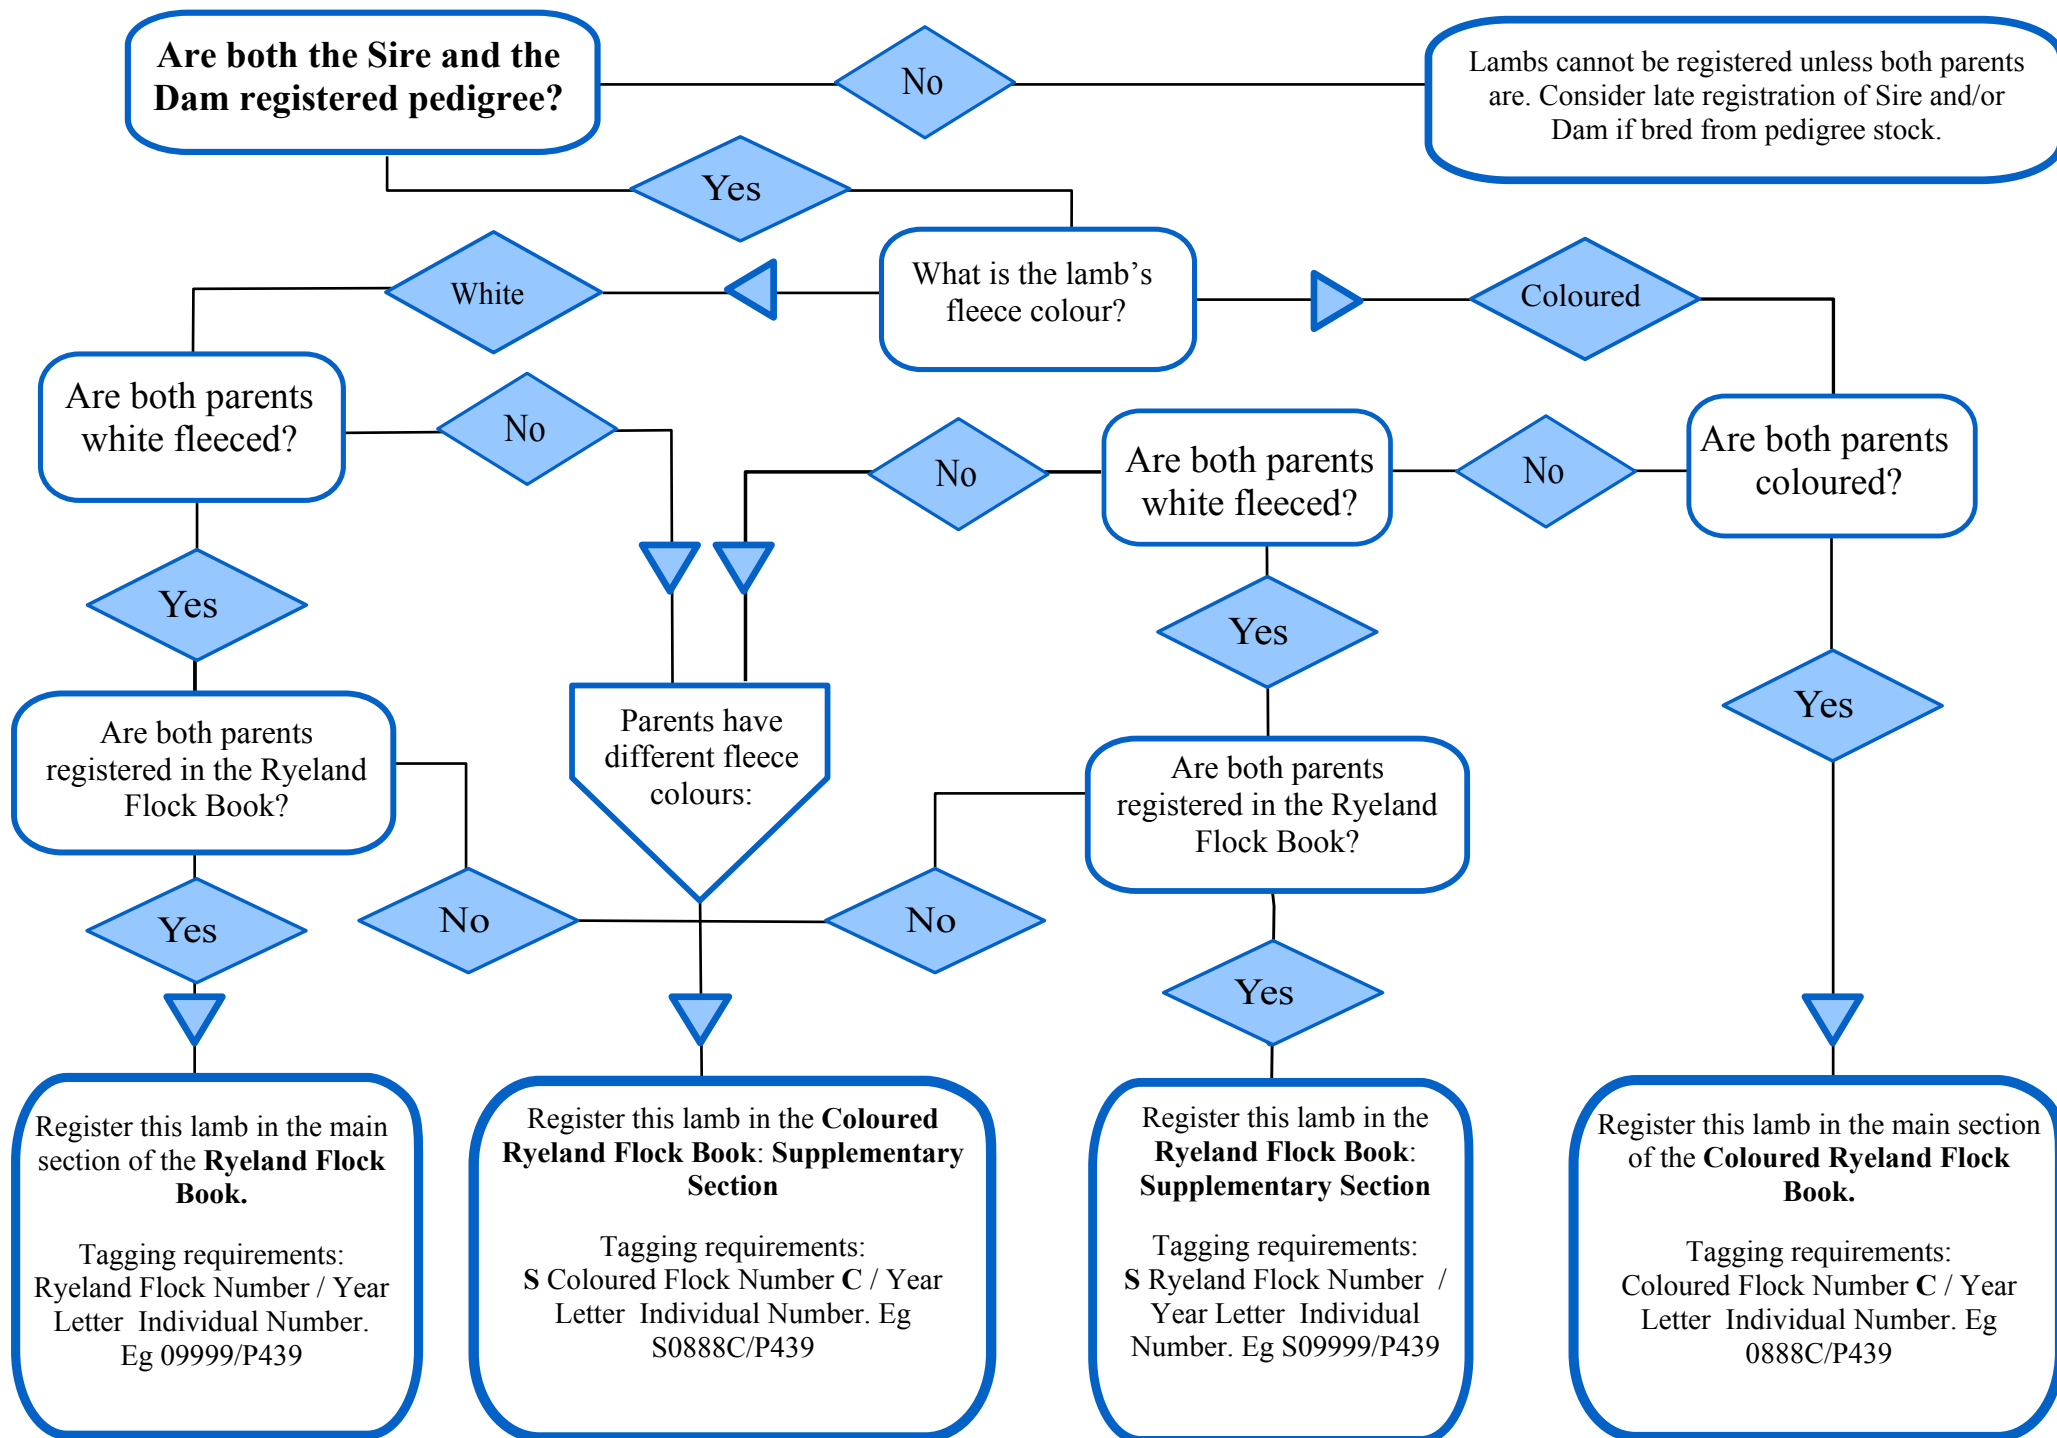 Are both the Sire and the
Dam registered pedigree?
No
Lambs cannot be registered unless both parents
are. Consider late registration of Sire and/or
Dam if bred from pedigree stock.
Yes
What is the lamb’s
fleece colour?
White
Coloured
Are both parents
white fleeced?
No
No
Are both parents
white fleeced?
No
Are both parents
coloured?
Yes
Yes
Yes
Are both parents
registered in the Ryeland
Flock Book?
Parents have
different fleece
colours:
Are both parents
registered in the Ryeland
Flock Book?
Yes
No
No
Yes
Register this lamb in the main
section of the Ryeland Flock
Book.
Tagging requirements:
Ryeland Flock Number / Year
Letter  Individual Number.
Eg 09999/P439
Register this lamb in the Coloured
Ryeland Flock Book: Supplementary
Section
Tagging requirements:
S Coloured Flock Number C / Year
Letter  Individual Number. Eg
S0888C/P439
Register this lamb in the
Ryeland Flock Book:
Supplementary Section
Tagging requirements:
S Ryeland Flock Number  /
Year Letter  Individual
Number. Eg S09999/P439
Register this lamb in the main section
of the Coloured Ryeland Flock
Book.
Tagging requirements:
Coloured Flock Number C / Year
Letter  Individual Number. Eg
0888C/P439